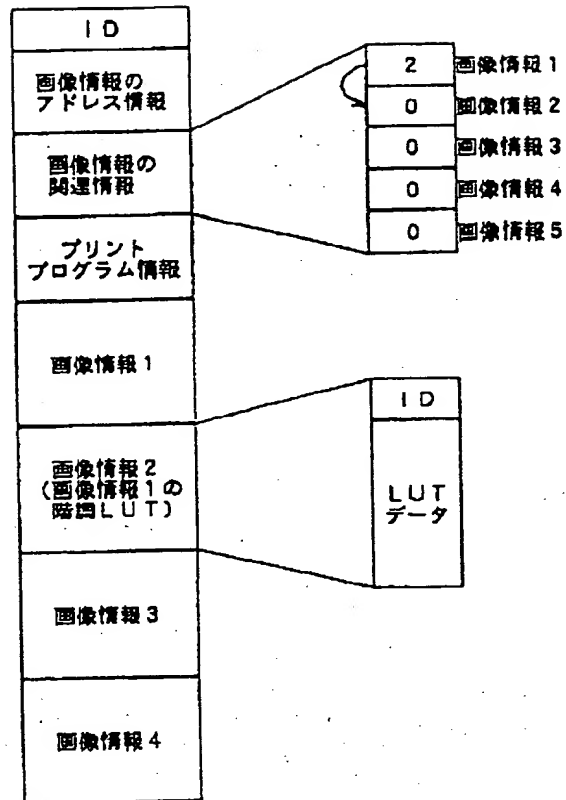 ID
画像情報の
アドレス情報
画像情報の
関連情報
プリント
プログラム情報
画像情報1
画像情報2
(画像情報1の
階調LUT)
画像情報3
画像情報4
2 画像情報1
0 画像情報2
0 画像情報3
0 画像情報4
0 画像情報5
ID
LUT
データ